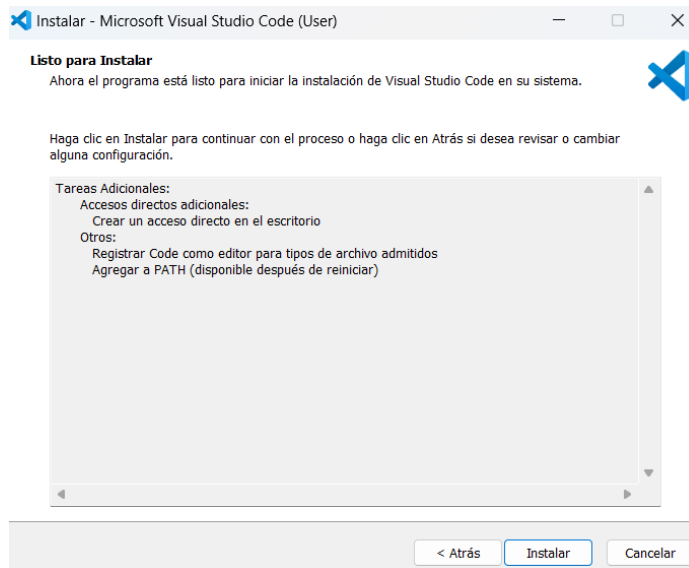 Instalar - Microsoft Visual Studio Code (User)
Listo para Instalar
Ahora el programa está listo para iniciar la instalación de Visual Studio Code en su sistema.
Haga clic en Instalar para continuar con el proceso o haga clic en Atrás si desea revisar o cambiar
alguna configuración.
Tareas Adicionales:
Accesos directos adicionales:
Crear un acceso directo en el escritorio
Otros:
Registrar Code como editor para tipos de archivo admitidos
Agregar a PATH (disponible después de reiniciar)
< Atrás
Instalar
Cancelar